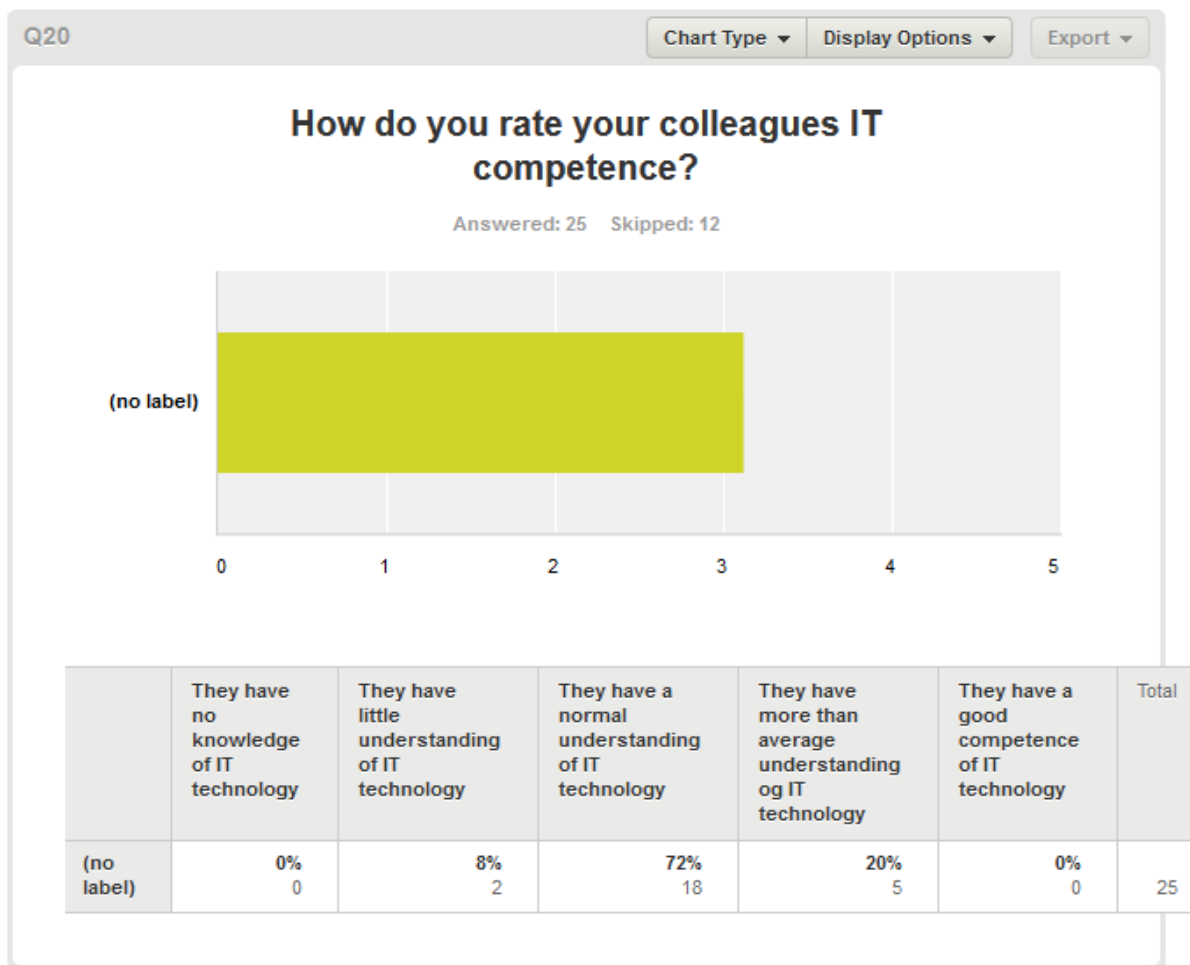 Q20
Chart Type
Display Options
Export
How do you rate your colleagues IT
competence?
Answered: 25 Skipped: 12
(no label)
0 1 2 3 4 5
They have
no
knowledge
of IT
technology
They have
little
understanding
of IT
technology
They have a
normal
understanding
of IT
technology
They have
more than
average
understanding
og IT
technology
They have a
good
competence
of IT
technology
Total
(no
label)
0%
0
8%
2
72%
18
20%
5
0%
0
25